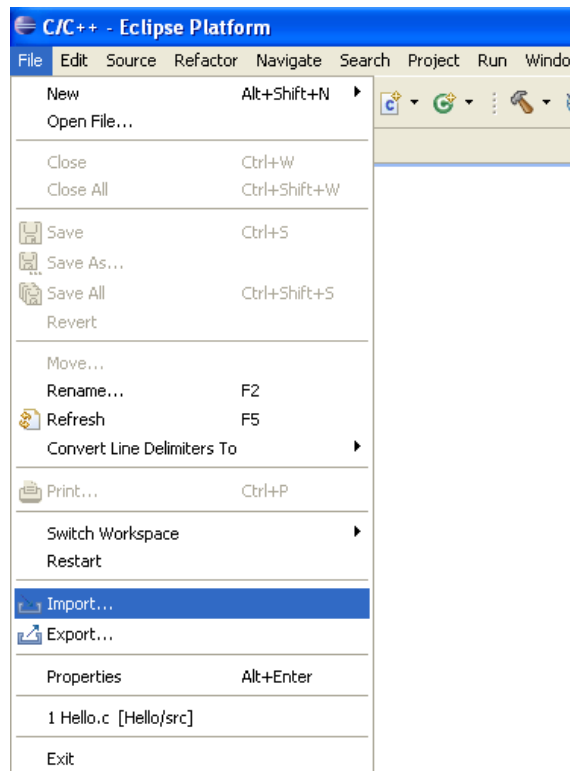 C/C++ - Eclipse Platform
File Edit Source Refactor Navigate Search Project Run Windo
New Alt+Shift+N
Open File...
Close Ctrl+W
Close All Ctrl+Shift+W
Save Ctrl+S
Save As...
Save All Ctrl+Shift+S
Revert
Move...
Rename... F2
Refresh F5
Convert Line Delimiters To
Print... Ctrl+P
Switch Workspace
Restart
Import...
Export...
Properties Alt+Enter
1 Hello.c [Hello/src]
Exit